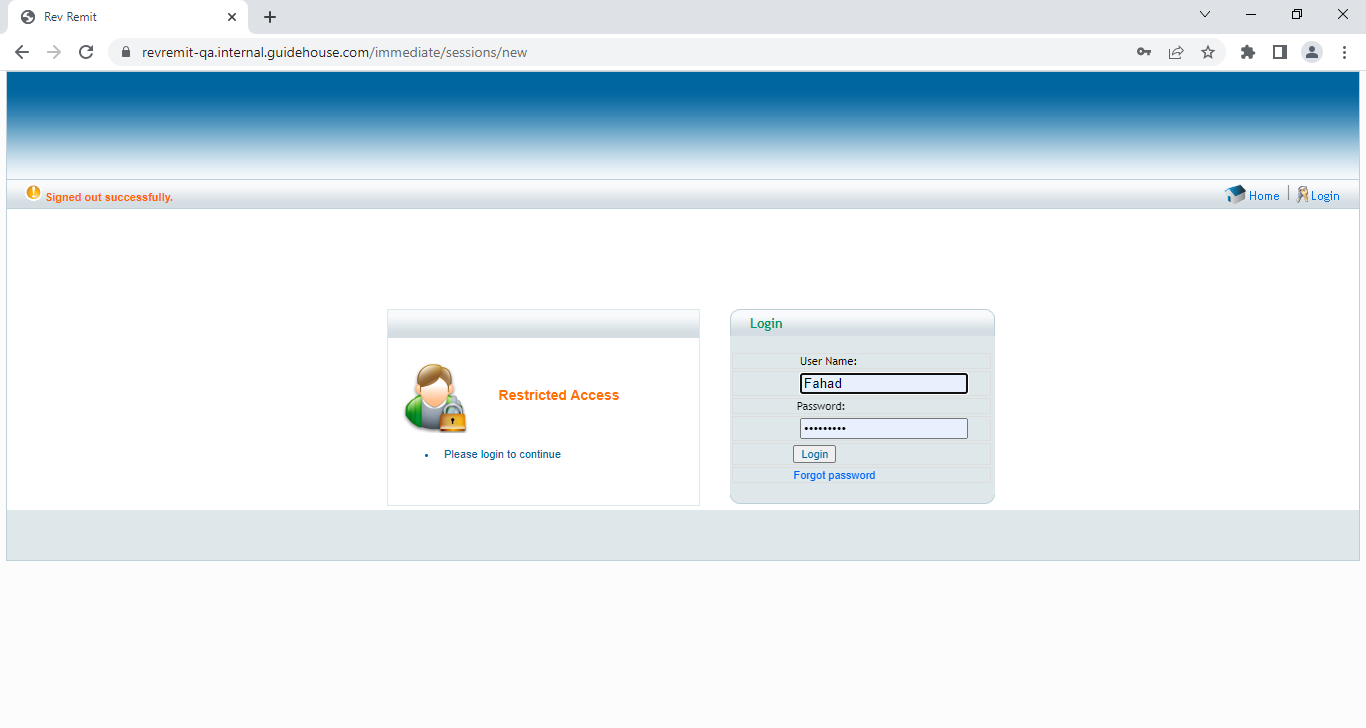 Rev Remit
revremit-qa.internal.guidehouse.com/immediate/sessions/new
Signed out successfully.
Home
Login
Login
User Name:
Fahad
Restricted Access
Password:
•••••••••
Please login to continue
Login
Forgot password